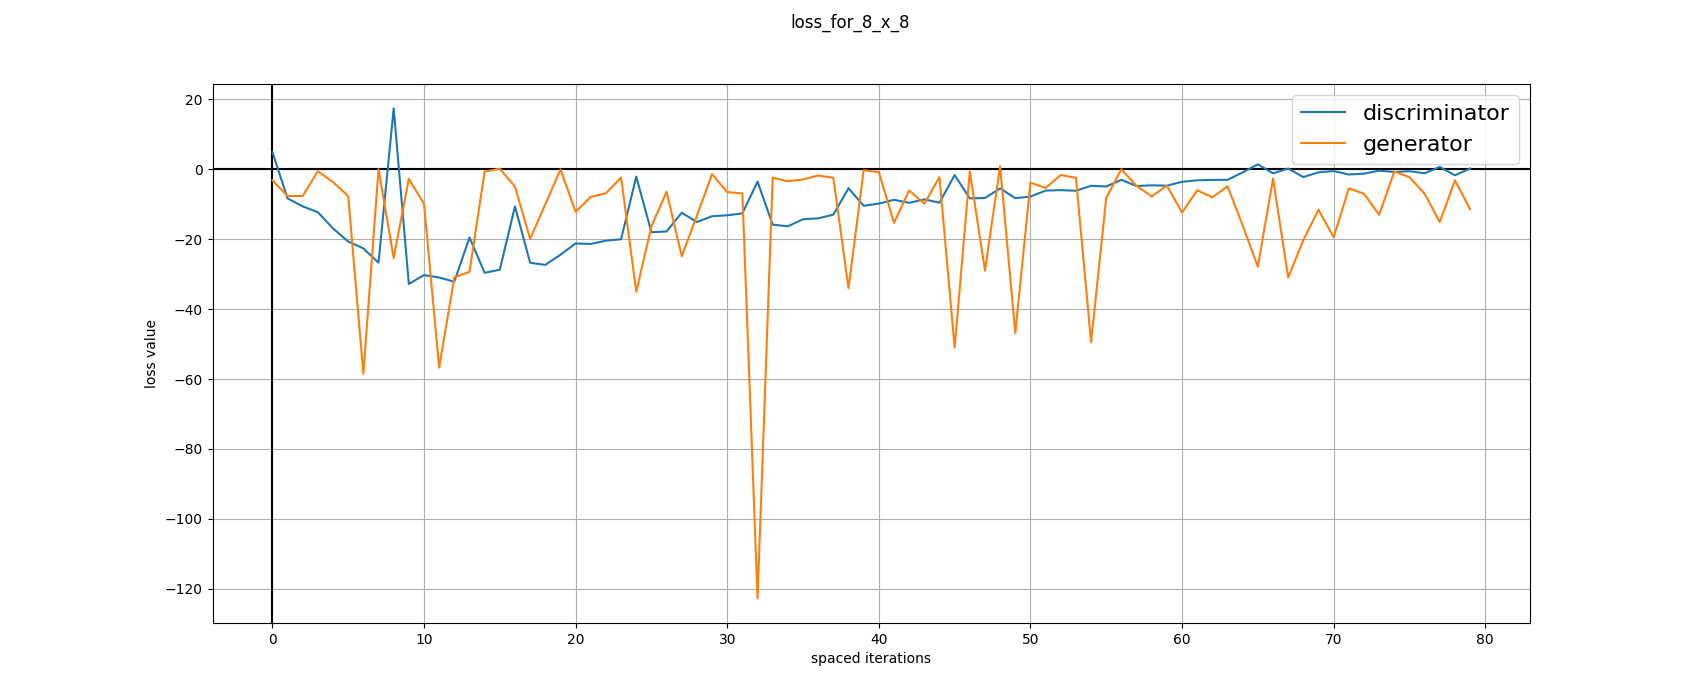 loss_for_8_x_8
discriminator
generator
20
0
−20
−40
−60
−80
−100
−120
loss value
0 10 20 30 40 50 60 70 80
spaced iterations